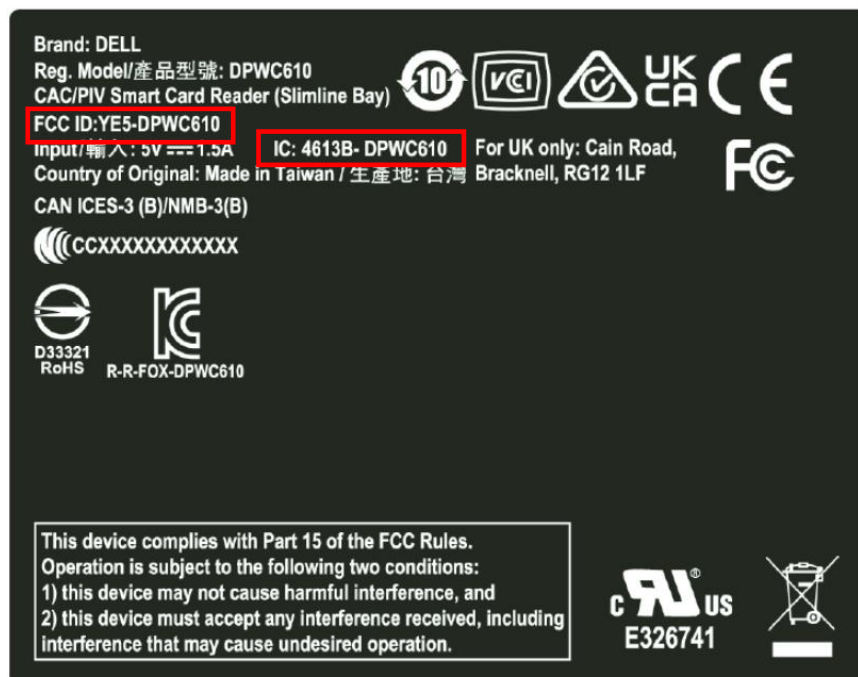 Brand: DELL
Reg. Model/產品型號: DPWC610
CAC/PIV Smart Card Reader (Slimline Bay)
10
VCI
UK
CA
CE
FCC ID:YE5-DPWC610
Input/輸入: 5V 1.5A
IC: 4613B- DPWC610
For UK only: Cain Road,
Country of Original: Made in Taiwan / 生產地: 台灣
Bracknell, RG12 1LF
FC
CAN ICES-3 (B)/NMB-3(B)
CCXXXXXXXXXXXX
D33321
RoHS
R-R-FOX-DPWC610
This device complies with Part 15 of the FCC Rules.
Operation is subject to the following two conditions:
1) this device may not cause harmful interference, and
2) this device must accept any interference received, including
interference that may cause undesired operation.
c RU ® US
E326741